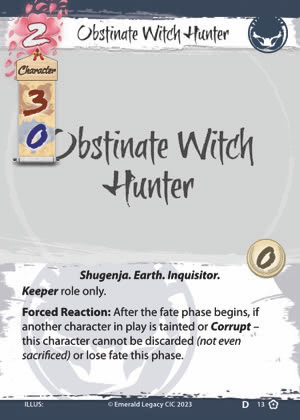 2
Obstinate Witch Hunter
Character
3
0
Obstinate Witch
Hunter
0
Shugenja. Earth. Inquisitor.
Keeper role only.
Forced Reaction: After the fate phase begins, if
another character in play is tainted or Corrupt –
this character cannot be discarded (not even
sacrificed) or lose fate this phase.
ILLUS:
© Emerald Legacy CIC 2023
D 13